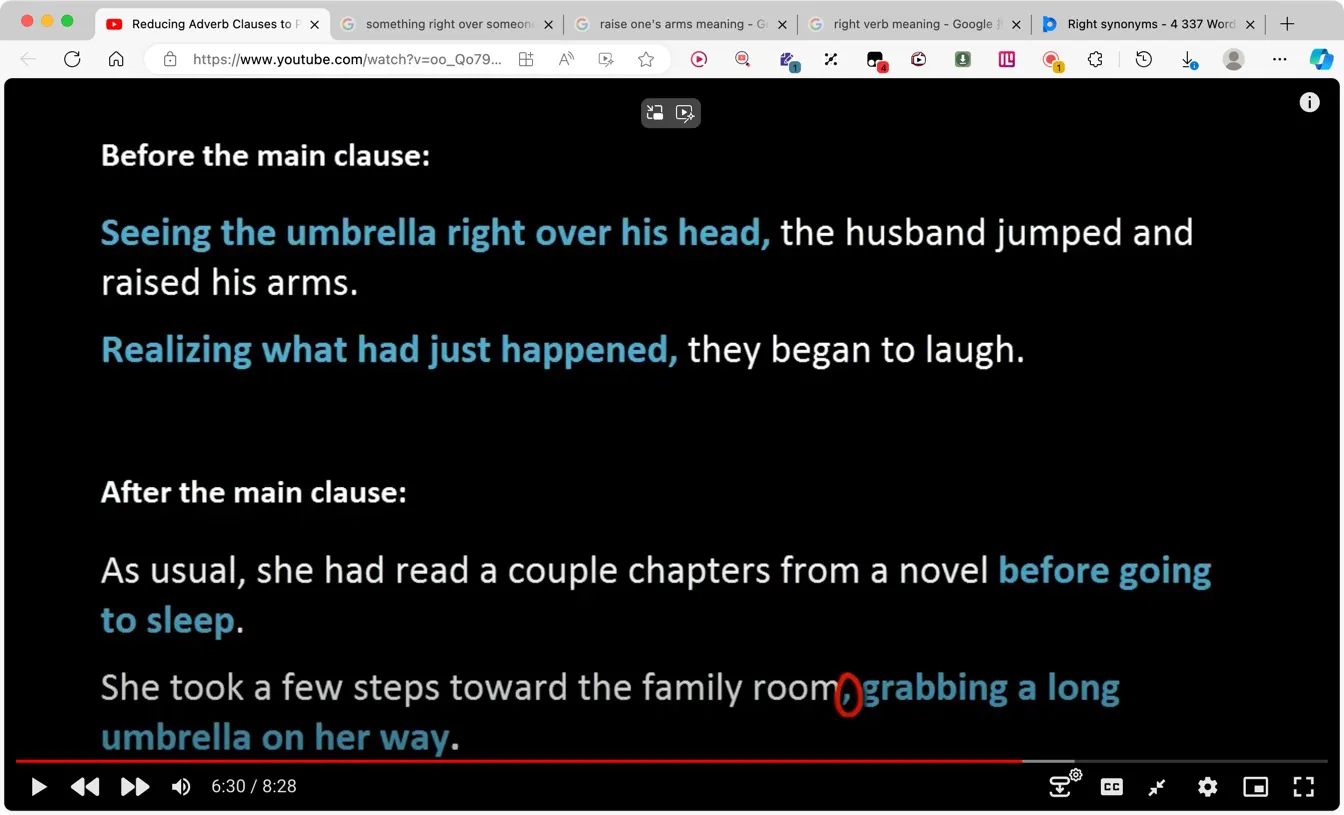 Reducing Adverb Clauses to P
something right over someone
raise one's arms meaning - G
right verb meaning - Google
Right synonyms - 4 337 Word
https://www.youtube.com/watch?v=oo_Qo79...
1
4
1
Before the main clause:
Seeing the umbrella right over his head, the husband jumped and
raised his arms.
Realizing what had just happened, they began to laugh.
After the main clause:
As usual, she had read a couple chapters from a novel before going
to sleep.
She took a few steps toward the family room, grabbing a long
umbrella on her way.
6:30 / 8:28
CC